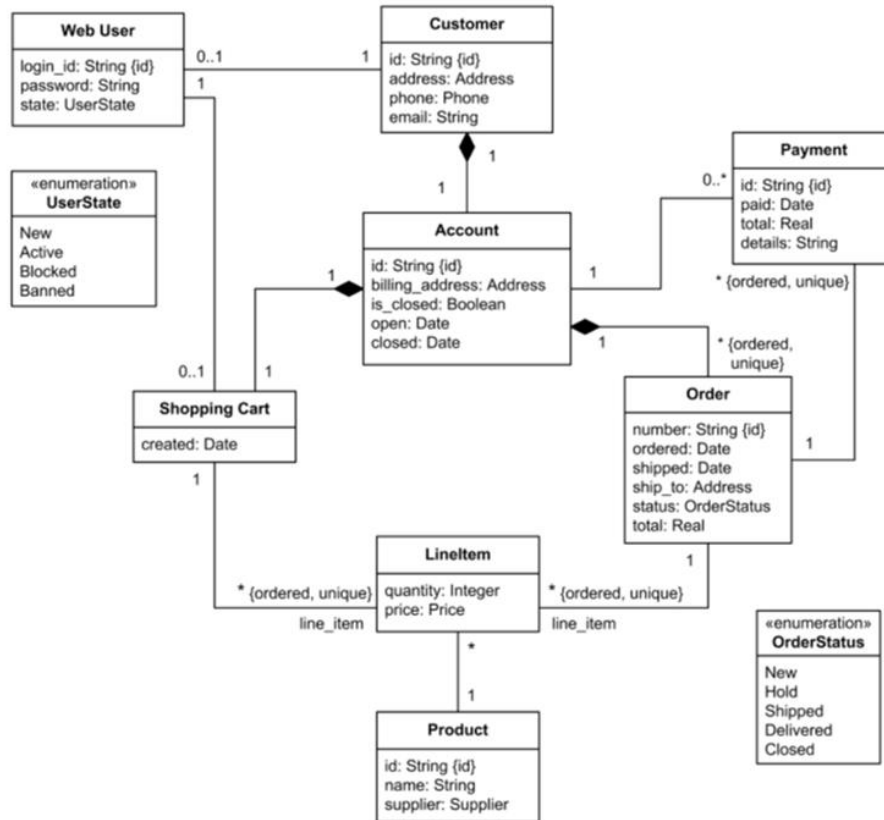 Web User
login_id: String {id}
password: String
state: UserState
0..1
1
1
Customer
id: String {id}
address: Address
phone: Phone
email: String
1
1
«enumeration»
UserState
New
Active
Blocked
Banned
Payment
id: String {id}
paid: Date
total: Real
details: String
0..*
Account
id: String {id}
billing_address: Address
is_closed: Boolean
open: Date
closed: Date
1
1
1
* {ordered, unique}
* {ordered,
unique}
0..1
1
Shopping Cart
created: Date
1
Order
number: String {id}
ordered: Date
shipped: Date
ship_to: Address
status: OrderStatus
total: Real
1
1
LineItem
quantity: Integer
price: Price
* {ordered, unique}
line_item
* {ordered, unique}
line_item
*
1
Product
id: String {id}
name: String
supplier: Supplier
«enumeration»
OrderStatus
New
Hold
Shipped
Delivered
Closed